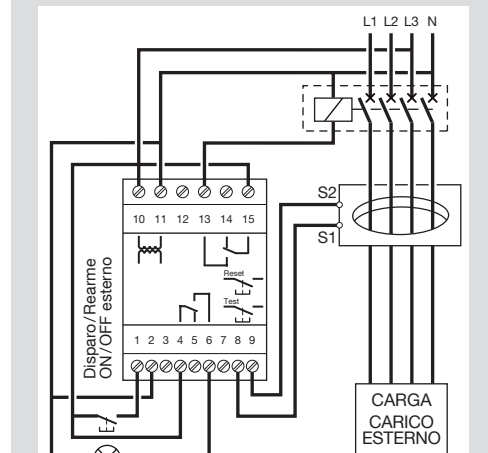 L1 L2 L3 N
S2
S1
10 11 12 13 14 15
Reset
Test
1 2 3 4 5 6 7 8 9
Disparo/Rearme
ON/OFF esterno
CARGA
CARICO
ESTERNO